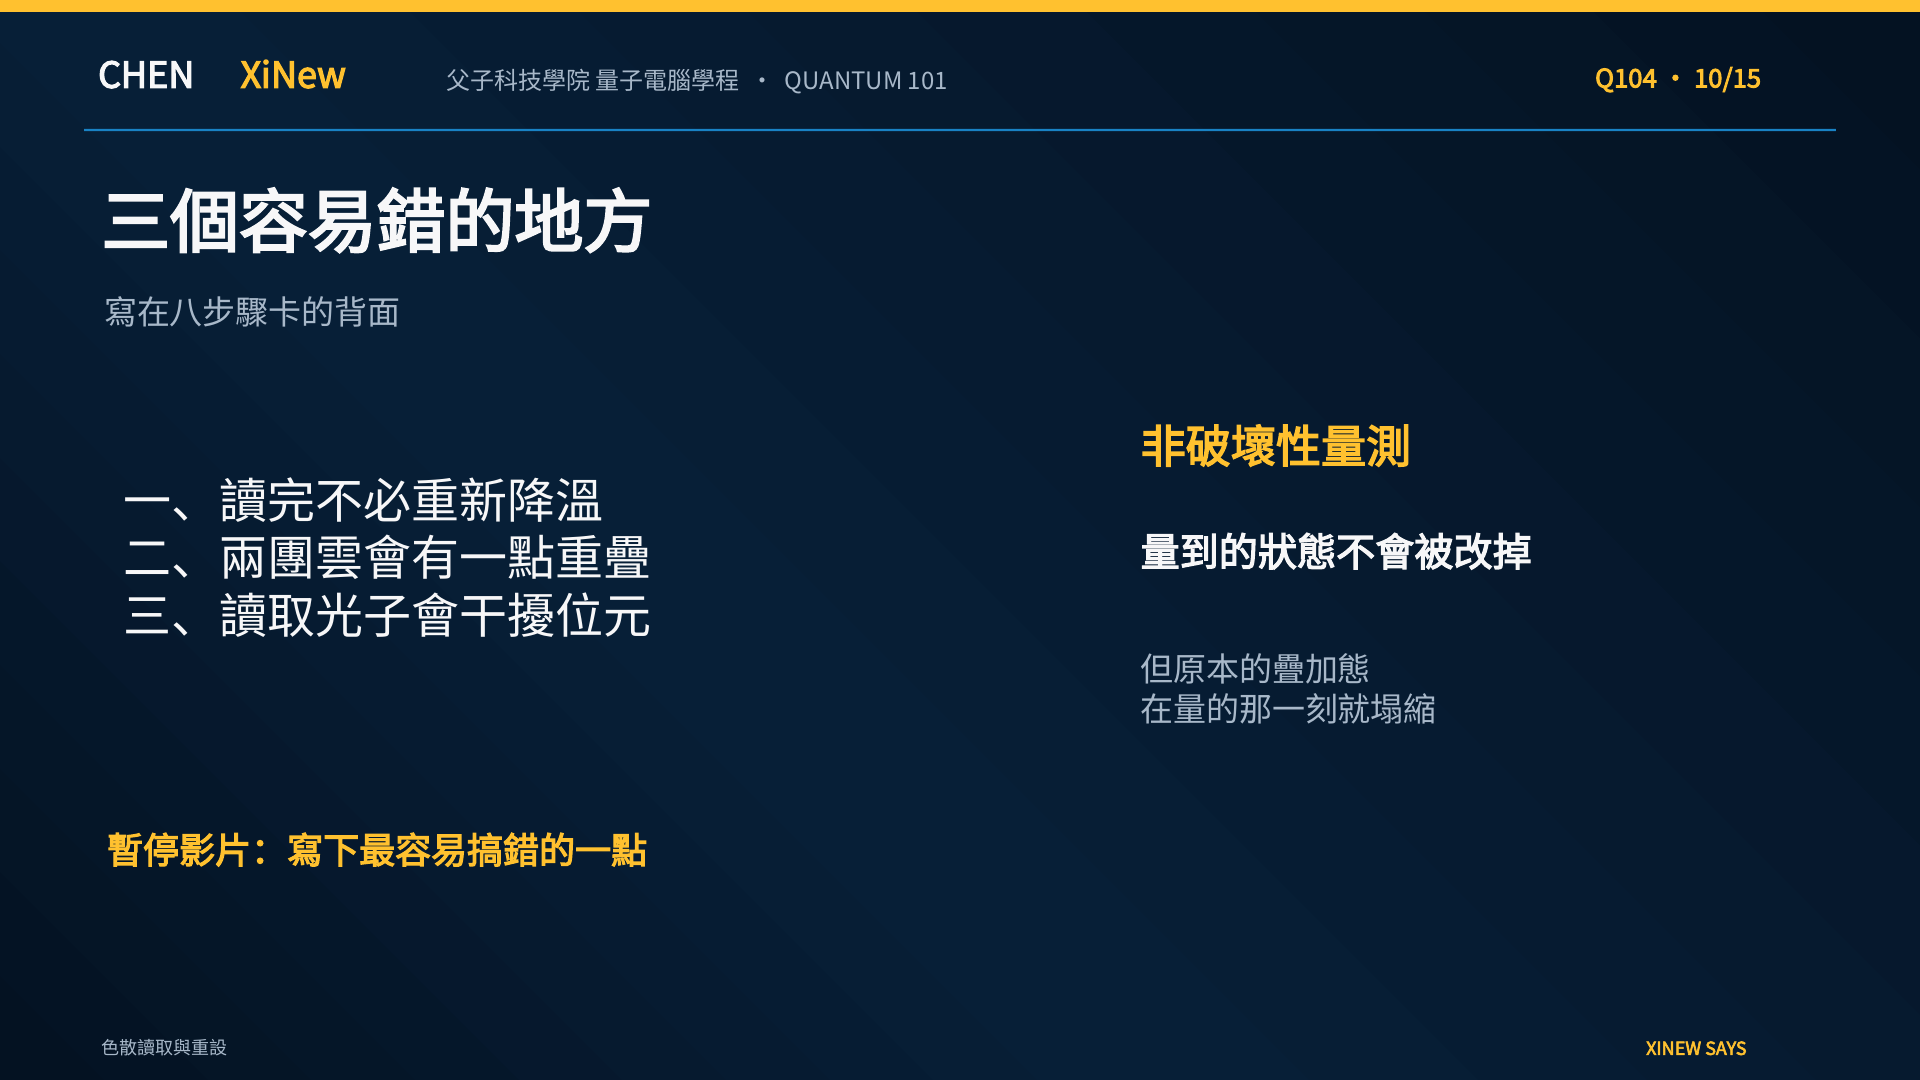 CHEN XiNew 父子科技學院 量子電腦學程 · QUANTUM 101 Q104 · 10/15
三個容易錯的地方
寫在八步驟卡的背面
一、讀完不必重新降溫
二、兩團雲會有一點重疊
三、讀取光子會干擾位元
非破壞性量測
量到的狀態不會被改掉
但原本的疊加態
在量的那一刻就塌縮
暫停影片：寫下最容易搞錯的一點
色散讀取與重設
XINEW SAYS